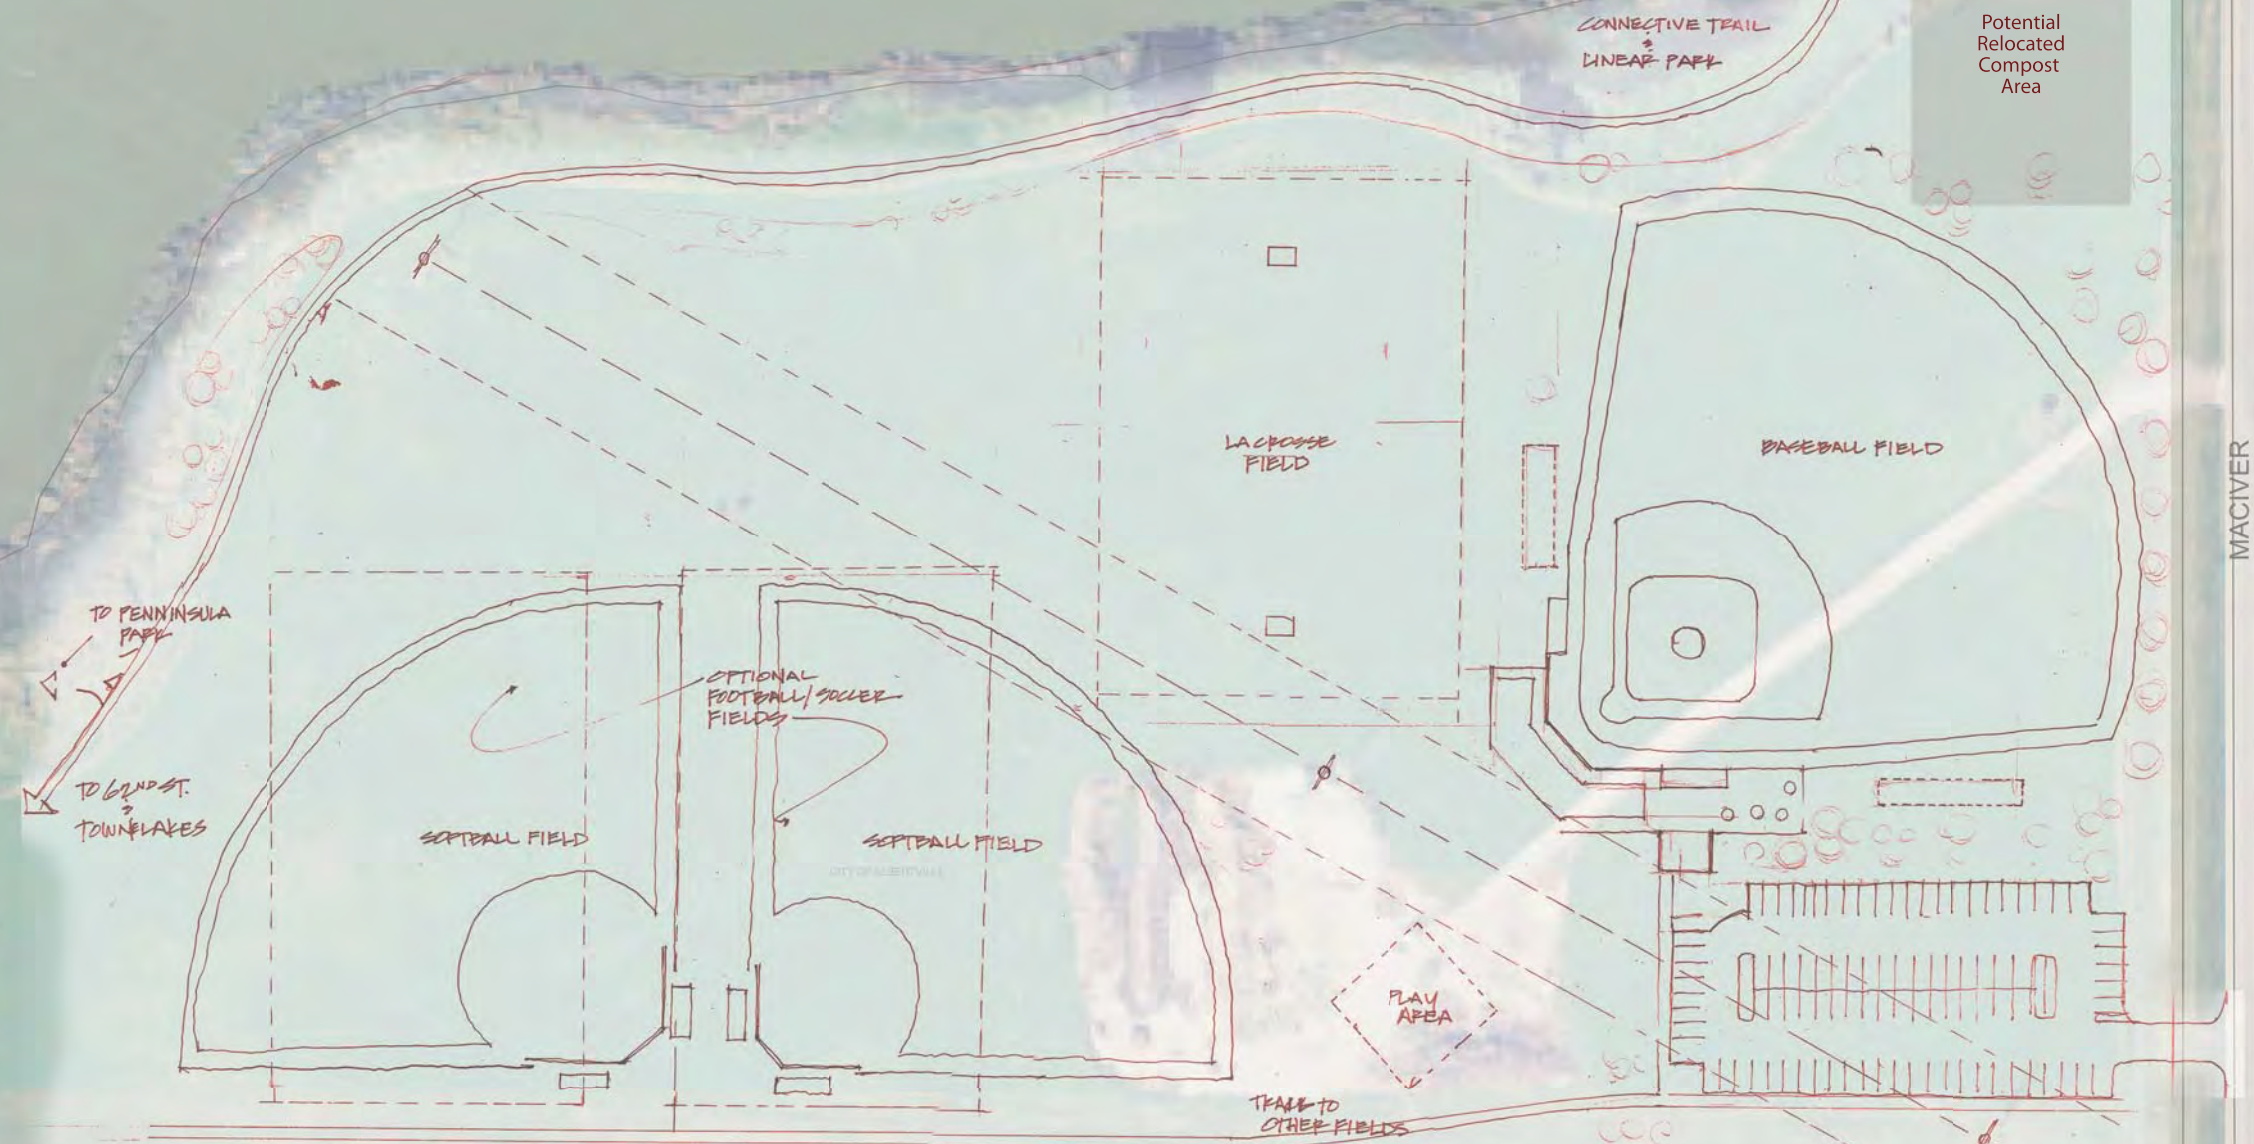 CONNECTIVE TRAIL
&
LINEAR PARK
Potential
Relocated
Compost
Area
MACIVER
LACROSSE
FIELD
BASEBALL FIELD
TO PENNINSULA
PARK
OPTIONAL
FOOTBALL/SOCCER
FIELDS
TO 62ND ST.
&
TOWNELAKES
SOFTBALL FIELD
SOFTBALL FIELD
PLAY
AREA
TRAIL TO
OTHER FIELDS